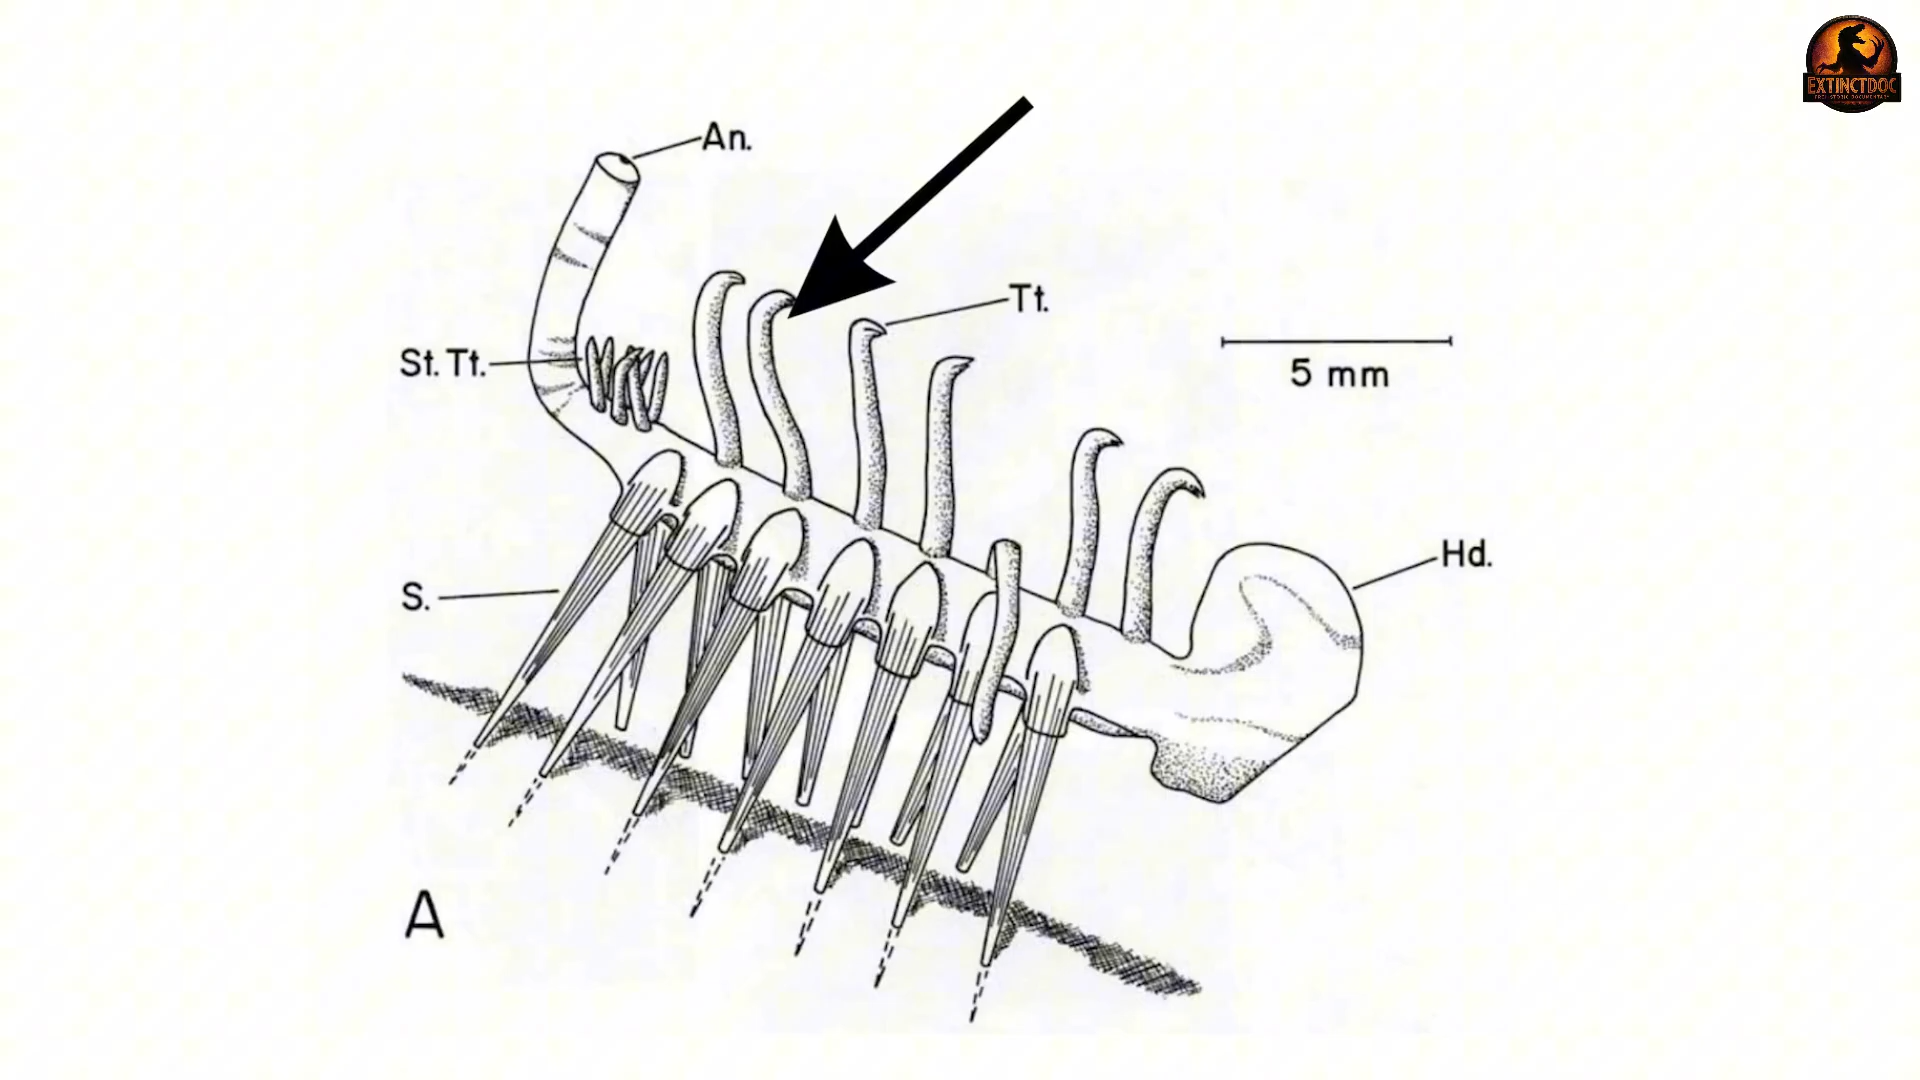 EXTINCTDOC
An.
Tt.
St. Tt.
5 mm
Hd.
S.
A